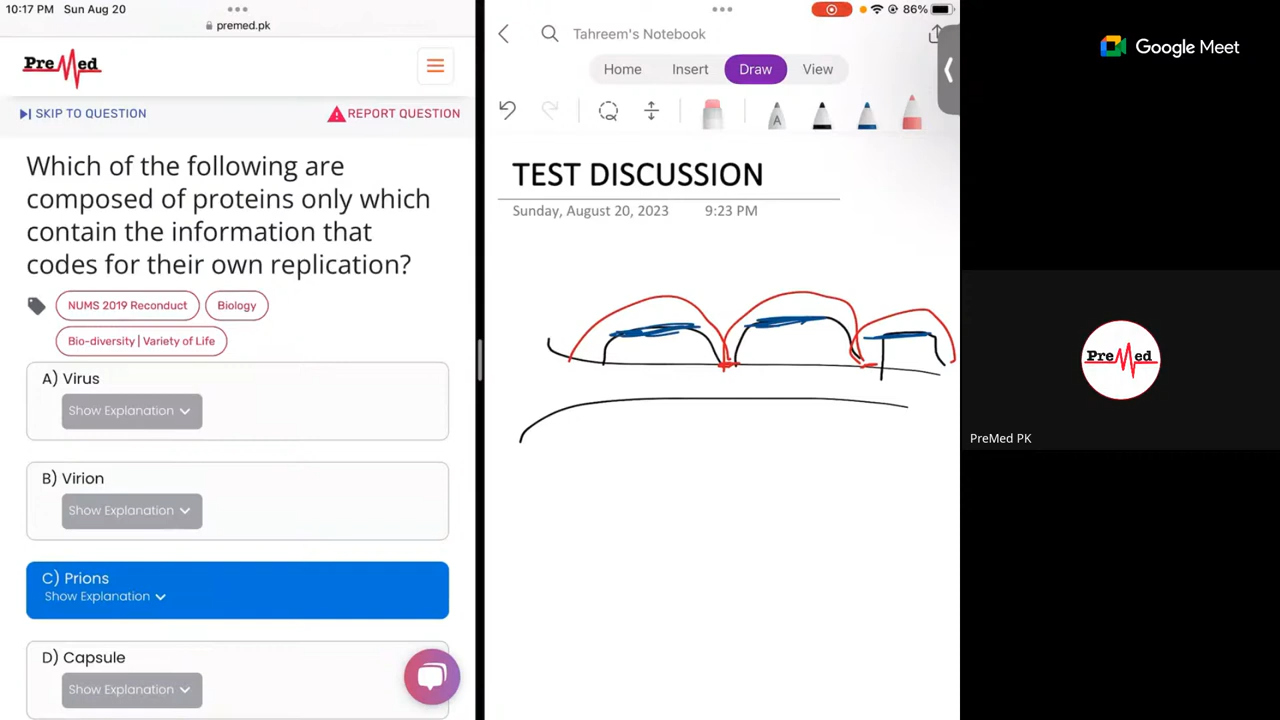 10:17 PM Sun Aug 20
premed.pk
PreMed
SKIP TO QUESTION
REPORT QUESTION
Which of the following are
composed of proteins only which
contain the information that
codes for their own replication?
NUMS 2019 Reconduct
Biology
Bio-diversity | Variety of Life
A) Virus
Show Explanation
B) Virion
Show Explanation
C) Prions
Show Explanation
D) Capsule
Show Explanation
86%
Tahreem's Notebook
Home Insert Draw View
A
TEST DISCUSSION
Sunday, August 20, 2023 9:23 PM
Google Meet
PreMed
PreMed PK